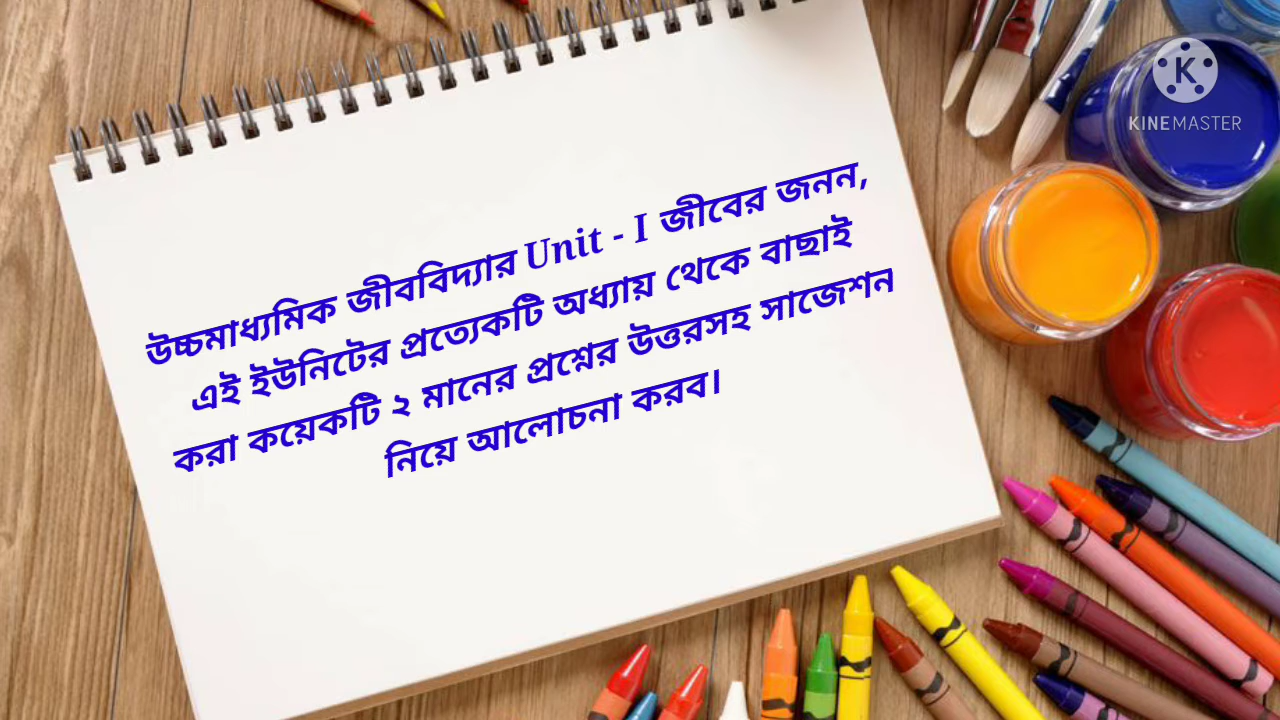 উচ্চমাধ্যমিক জীববিদ্যার Unit - I জীবের জনন,
এই ইউনিটের প্রত্যেকটি অধ্যায় থেকে বাছাই
করা কয়েকটি ২ মানের প্রশ্নের উত্তরসহ সাজেশন
নিয়ে আলোচনা করব।
K
KINEMASTER